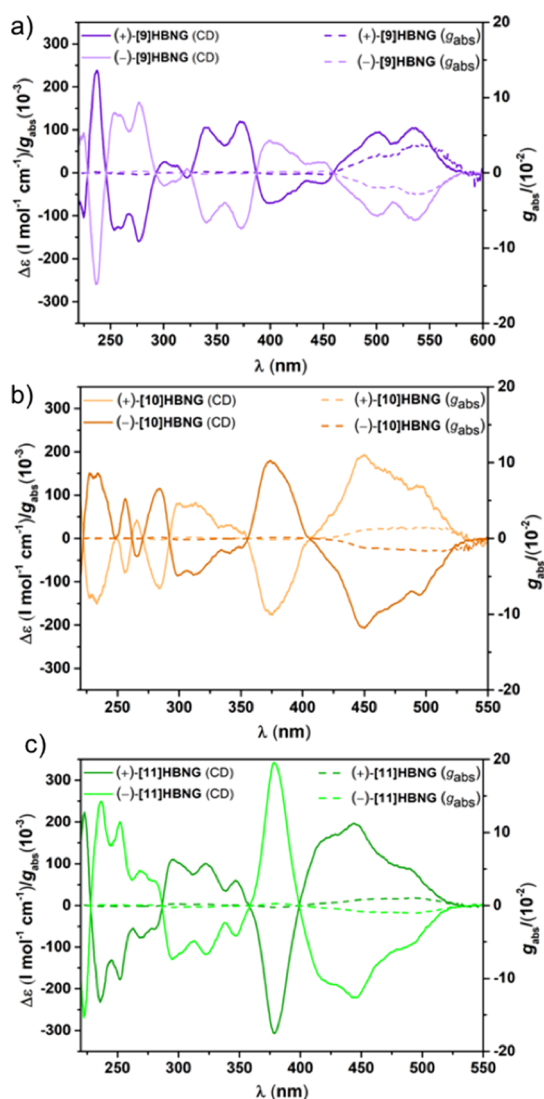 a)
(+)-[9]HBNG (CD)
(−)-[9]HBNG (CD)
(+)-[9]HBNG (gabs)
(−)-[9]HBNG (gabs)
300
200
100
0
-100
-200
-300
Δε (l mol⁻¹ cm⁻¹)/gabs(10⁻³)
20
10
0
-10
-20
gabs/(10⁻²)
250 300 350 400 450 500 550 600
λ (nm)
b)
(+)-[10]HBNG (CD)
(−)-[10]HBNG (CD)
(+)-[10]HBNG (gabs)
(−)-[10]HBNG (gabs)
300
200
100
0
-100
-200
-300
Δε (l mol⁻¹ cm⁻¹)/gabs(10⁻³)
20
10
0
-10
-20
gabs/(10⁻²)
250 300 350 400 450 500 550
λ (nm)
c)
(+)-[11]HBNG (CD)
(−)-[11]HBNG (CD)
(+)-[11]HBNG (gabs)
(−)-[11]HBNG (gabs)
300
200
100
0
-100
-200
-300
Δε (l mol⁻¹ cm⁻¹)/gabs(10⁻³)
20
10
0
-10
-20
gabs/(10⁻²)
250 300 350 400 450 500 550
λ (nm)